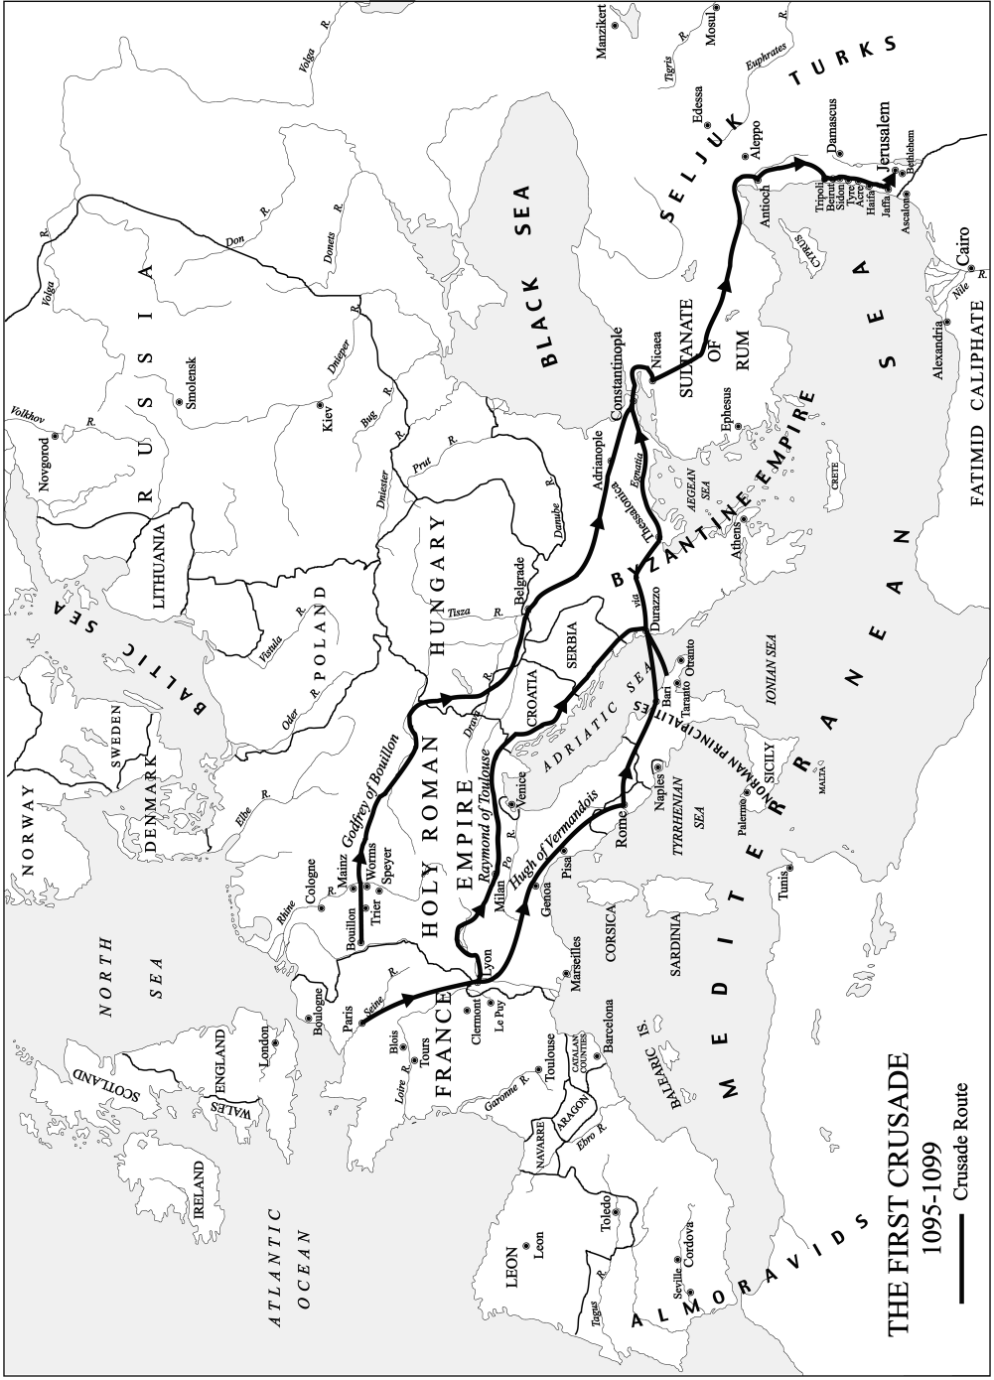 NORWAY
SWEDEN
DENMARK
BALTIC SEA
NORTH
SEA
SCOTLAND
IRELAND
ENGLAND
WALES
London
ATLANTIC
OCEAN
LITHUANIA
POLAND
RUSSIA
Novgorod
Volkhov
R.
Smolensk
Kiev
Volga
R.
Volga
R.
Don
R.
Donets
R.
Dnieper
R.
Bug
R.
Dniester
R.
Prut
R.
Danube
R.
Vistula
R.
Oder
R.
Elbe
R.
Rhine
R.
Cologne
Mainz
Worms
Speyer
Trier
Bouillon
Godfrey of Bouillon
HOLY ROMAN
EMPIRE
HUNGARY
Tisza
R.
Drava
R.
Belgrade
CROATIA
SERBIA
Boulogne
Paris
Seine
R.
Blois
Tours
Loire
R.
FRANCE
Clermont
Le Puy
Lyon
Raymond of Toulouse
Hugh of Vermandois
Garonne
R.
Toulouse
Marseilles
Milan
Po
R.
Venice
Genoa
Pisa
Rome
Naples
Bari
Taranto
Otranto
NORMAN PRINCIPALITIES
ADRIATIC SEA
TYRRHENIAN
SEA
IONIAN SEA
CORSICA
SARDINIA
SICILY
Palermo
MALTA
Tunis
NAVARRE
ARAGON
CATALAN
COUNTIES
Barcelona
Ebro R.
BALEARIC IS.
LEON
Leon
Toledo
Tagus
R.
Seville
Cordova
ALMORAVIDS
MEDITERRANEAN SEA
BLACK SEA
Constantinople
Nicaea
Adrianople
Durazzo
via
Egnatia
Thessalonica
BYZANTINE EMPIRE
AEGEAN
SEA
Athens
Ephesus
CRETE
SULTANATE
OF
RUM
CYPRUS
SELJUK TURKS
Manzikert
Mosul
Tigris
R.
Euphrates
R.
Edessa
Aleppo
Antioch
Damascus
Tripoli
Beirut
Sidon
Tyre
Acre
Haifa
Jaffa
Jerusalem
Bethlehem
Ascalon
Cairo
Nile
R.
Alexandria
FATIMID CALIPHATE
THE FIRST CRUSADE
1095-1099
Crusade Route